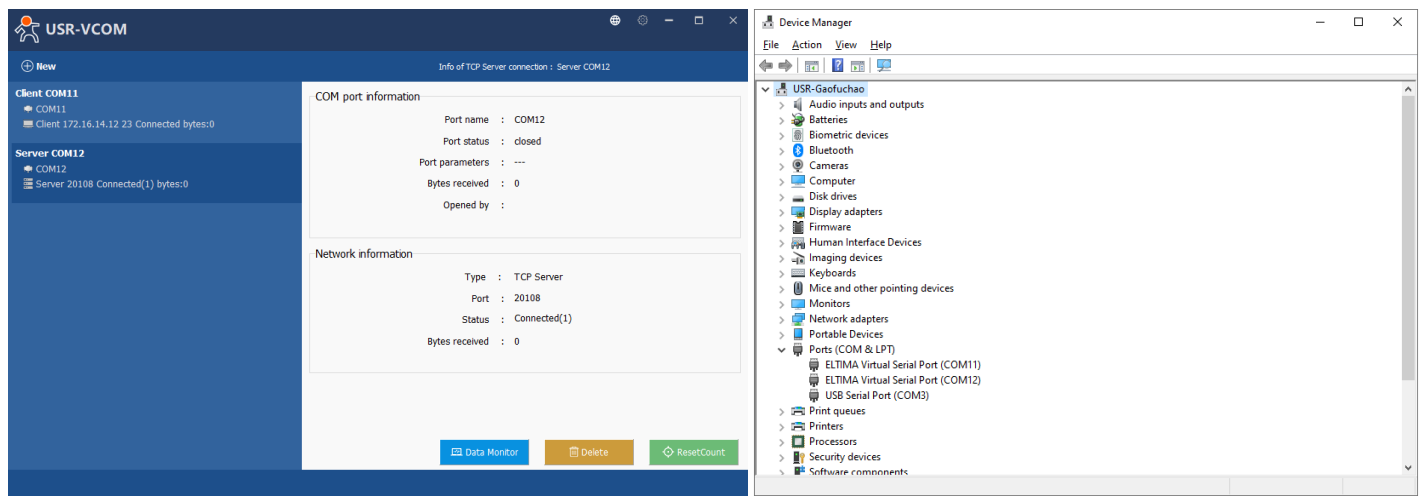 USR-VCOM
New
Info of TCP Server connection : Server COM12
Client COM11
COM11
Client 172.16.14.12 23 Connected bytes:0
Server COM12
COM12
Server 20108 Connected(1) bytes:0
COM port information
Port name : COM12
Port status : closed
Port parameters : ---
Bytes received : 0
Opened by :
Network information
Type : TCP Server
Port : 20108
Status : Connected(1)
Bytes received : 0
Data Monitor
Delete
ResetCount
Device Manager
File Action View Help
USR-Gaofuchao
Audio inputs and outputs
Batteries
Biometric devices
Bluetooth
Cameras
Computer
Disk drives
Display adapters
Firmware
Human Interface Devices
Imaging devices
Keyboards
Mice and other pointing devices
Monitors
Network adapters
Portable Devices
Ports (COM & LPT)
ELTIMA Virtual Serial Port (COM11)
ELTIMA Virtual Serial Port (COM12)
USB Serial Port (COM3)
Print queues
Printers
Processors
Security devices
Software components